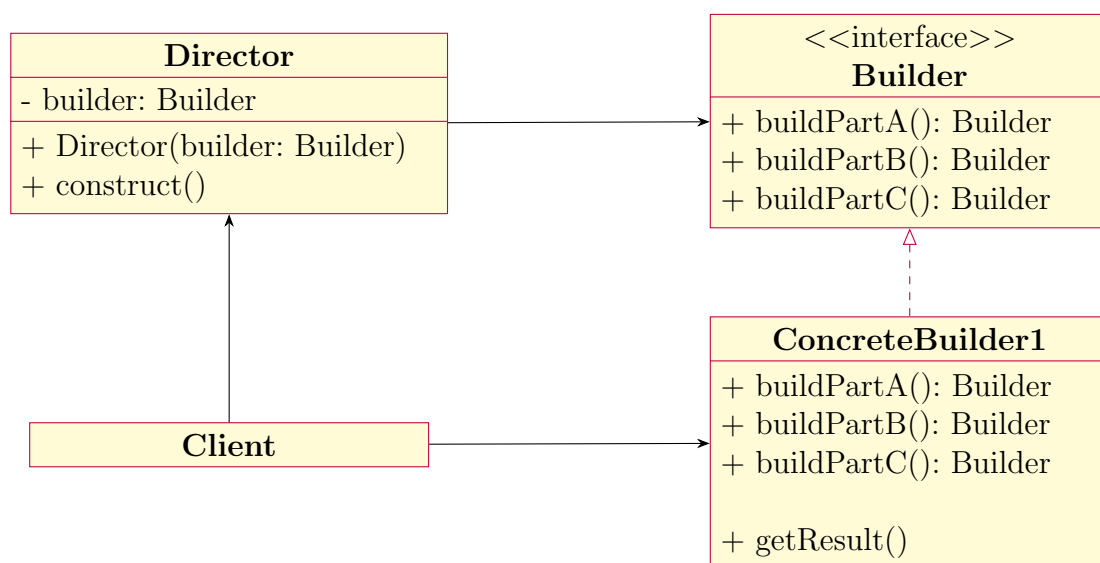 Director
- builder: Builder
+ Director(builder: Builder)
+ construct()
<<interface>>
Builder
+ buildPartA(): Builder
+ buildPartB(): Builder
+ buildPartC(): Builder
Client
ConcreteBuilder1
+ buildPartA(): Builder
+ buildPartB(): Builder
+ buildPartC(): Builder
+ getResult()